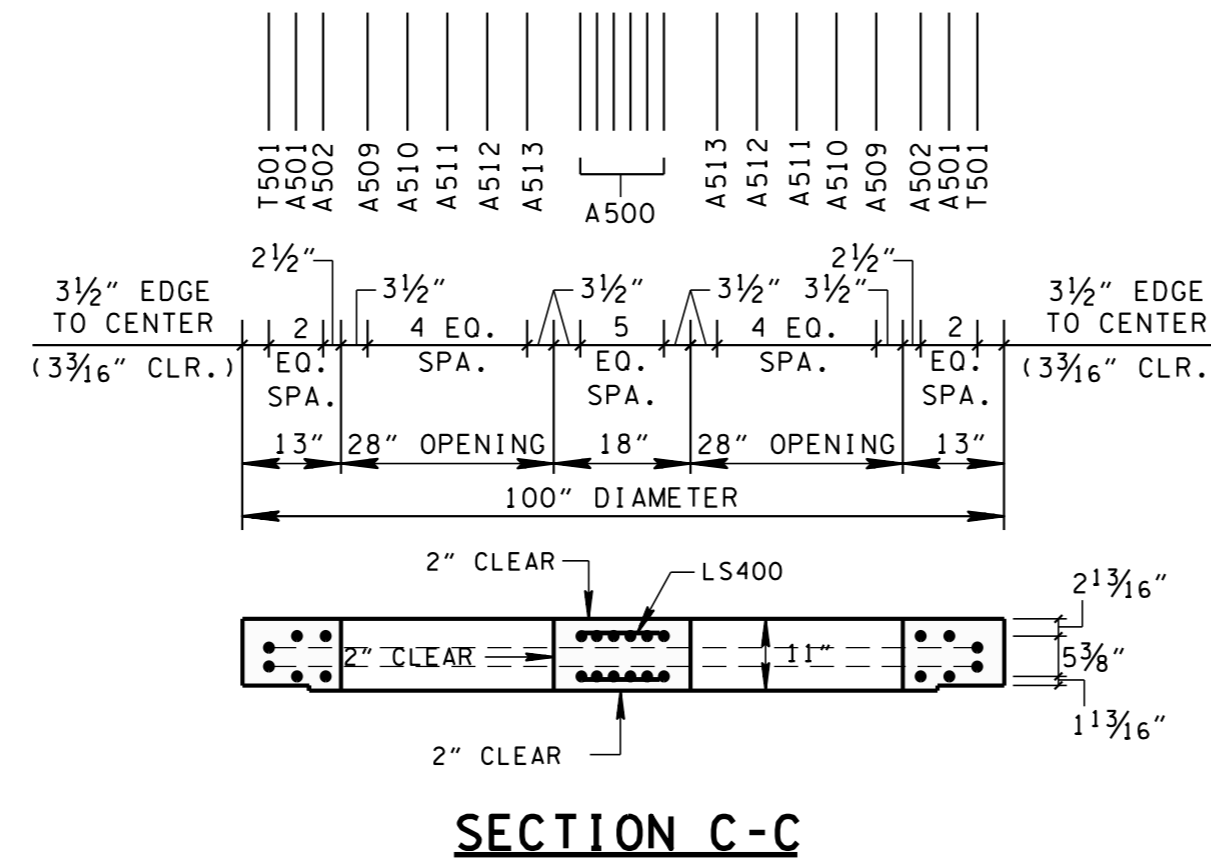 T501
A501
A502
A509
A510
A511
A512
A513
A500
A513
A512
A511
A510
A509
A502
A501
T501
2½"
2½"
3½" EDGE
TO CENTER
(3³⁄₁₆" CLR.)
2
EQ.
SPA.
3½"
4 EQ.
SPA.
3½"
5
EQ.
SPA.
3½"
3½"
4 EQ.
SPA.
2
EQ.
SPA.
3½" EDGE
TO CENTER
(3³⁄₁₆" CLR.
13"
28" OPENING
18"
28" OPENING
13"
100" DIAMETER
2" CLEAR
LS400
2" CLEAR
11"
2¹³⁄₁₆"
5³⁄₈"
1¹³⁄₁₆"
2" CLEAR
SECTION C-C